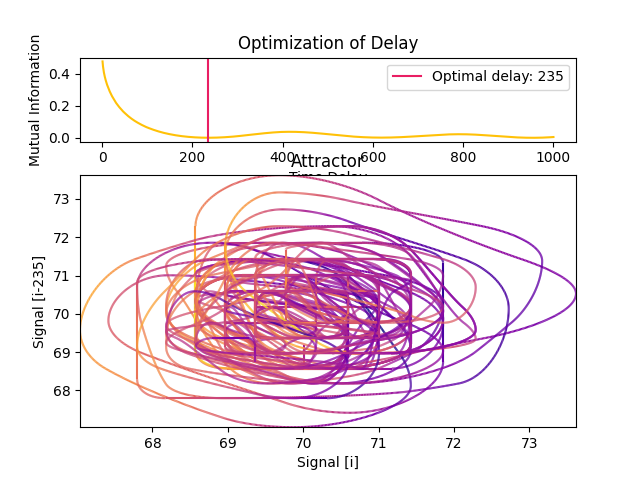 Optimization of Delay
Mutual Information
0.4
0.2
0.0
Optimal delay: 235
0 200 400 600 800 1000
Time Delay
Attractor
Signal [i-235]
73
72
71
70
69
68
68 69 70 71 72 73
Signal [i]